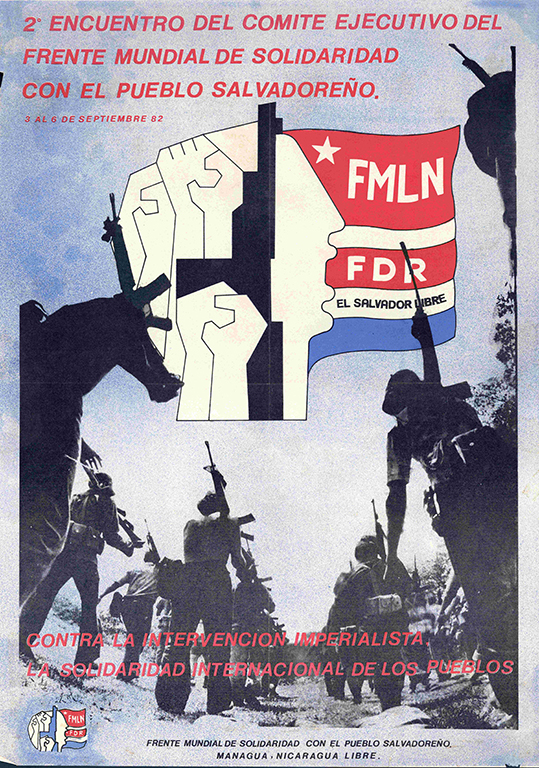 2° ENCUENTRO DEL COMITE EJECUTIVO DEL
FRENTE MUNDIAL DE SOLIDARIDAD
CON EL PUEBLO SALVADOREÑO.
3 AL 6 DE SEPTIEMBRE 82
FMLN
FDR
EL SALVADOR LIBRE
CONTRA LA INTERVENCION IMPERIALISTA,
LA SOLIDARIDAD INTERNACIONAL DE LOS PUEBLOS
FMLN
FDR
FRENTE MUNDIAL DE SOLIDARIDAD CON EL PUEBLO SALVADOREÑO.
MANAGUA - NICARAGUA LIBRE.